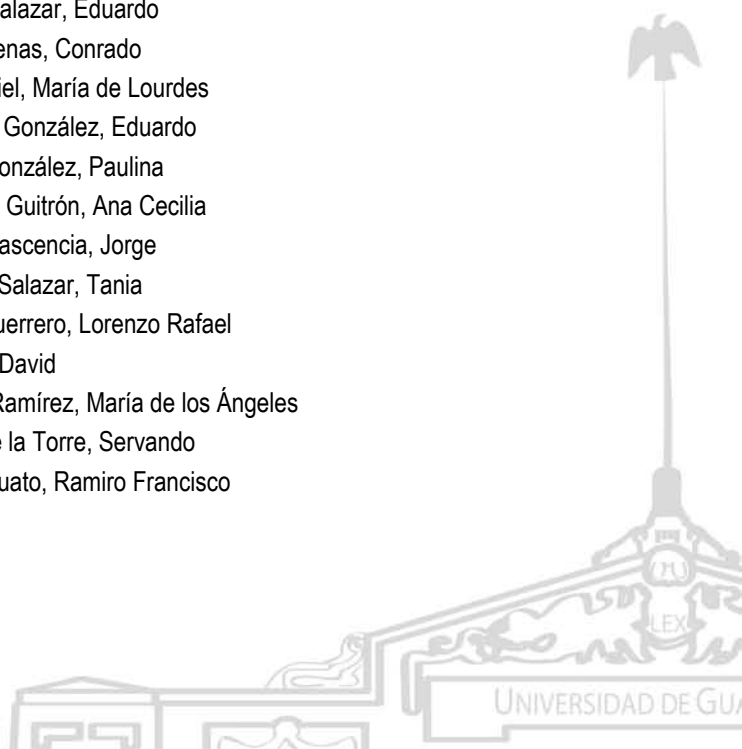 alazar, Eduardo
enas, Conrado
iel, María de Lourdes
González, Eduardo
onzález, Paulina
Guitrón, Ana Cecilia
ascencia, Jorge
Salazar, Tania
uerrero, Lorenzo Rafael
David
Ramírez, María de los Ángeles
e la Torre, Servando
uato, Ramiro Francisco
LEX
UNIVERSIDAD DE GUA